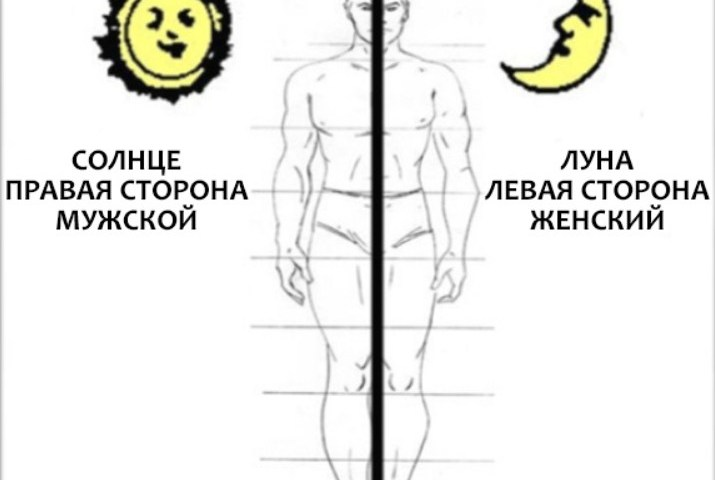 СОЛНЦЕ
ПРАВАЯ СТОРОНА
МУЖСКОЙ
ЛУНА
ЛЕВАЯ СТОРОНА
ЖЕНСКИЙ